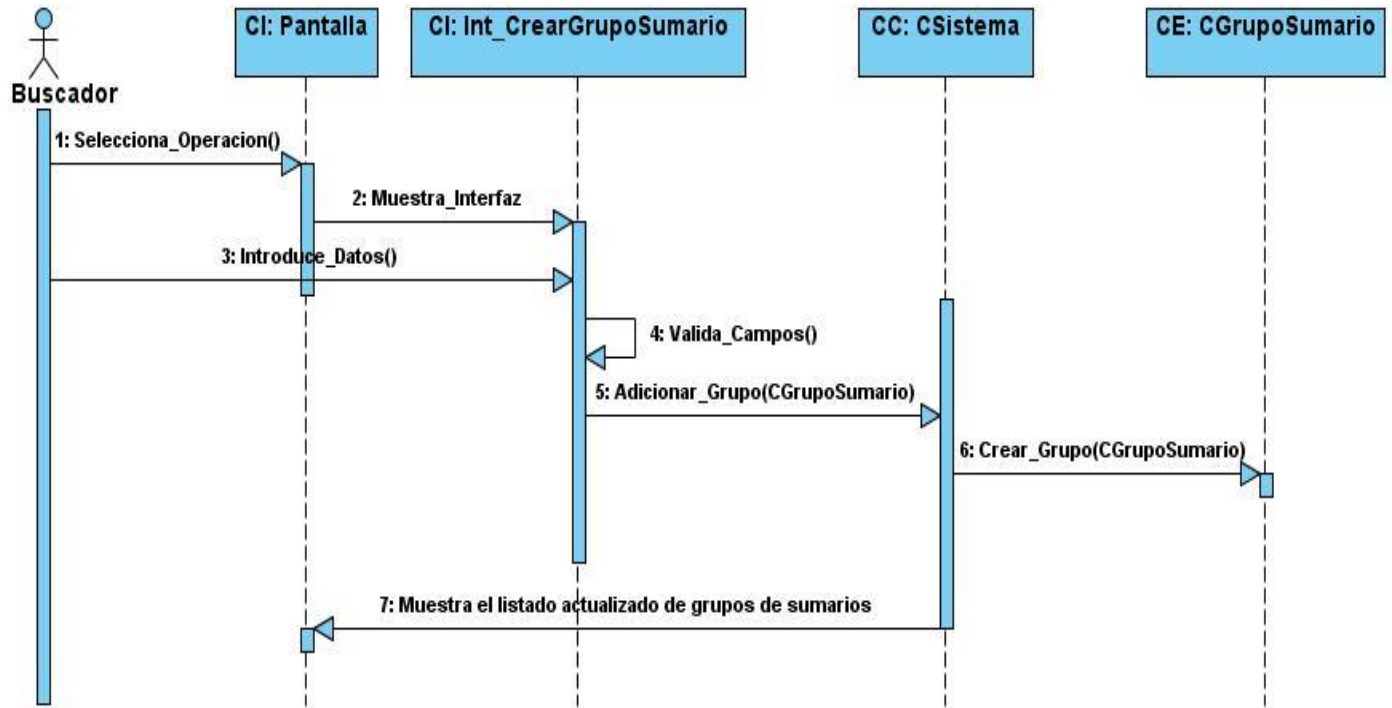 CI: Pantalla
CI: Int_CrearGrupoSumario
CC: CSistema
CE: CGrupoSumario
Buscador
1: Selecciona_Operacion()
2: Muestra_Interfaz
3: Introduce_Datos()
4: Valida_Campos()
5: Adicionar_Grupo(CGrupoSumario)
6: Crear_Grupo(CGrupoSumario)
7: Muestra el listado actualizado de grupos de sumarios